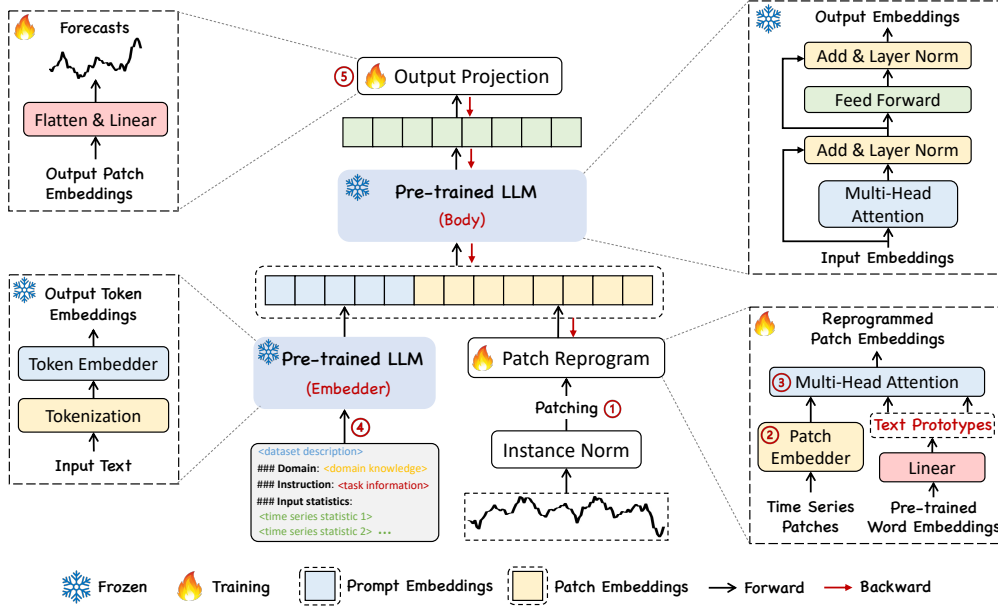 Forecasts
Flatten & Linear
Output Patch
Embeddings
⑤ Output Projection
Pre-trained LLM
(Body)
Output Embeddings
Add & Layer Norm
Feed Forward
Add & Layer Norm
Multi-Head
Attention
Input Embeddings
Output Token
Embeddings
Token Embedder
Tokenization
Input Text
Pre-trained LLM
(Embedder)
④
<dataset description>
### Domain: <domain knowledge>
### Instruction: <task information>
### Input statistics:
<time series statistic 1>
<time series statistic 2> ...
Patch Reprogram
Patching ①
Instance Norm
Reprogrammed
Patch Embeddings
③ Multi-Head Attention
② Patch
Embedder
Text Prototypes
Linear
Time Series
Patches
Pre-trained
Word Embeddings
Frozen
Training
Prompt Embeddings
Patch Embeddings
Forward
Backward